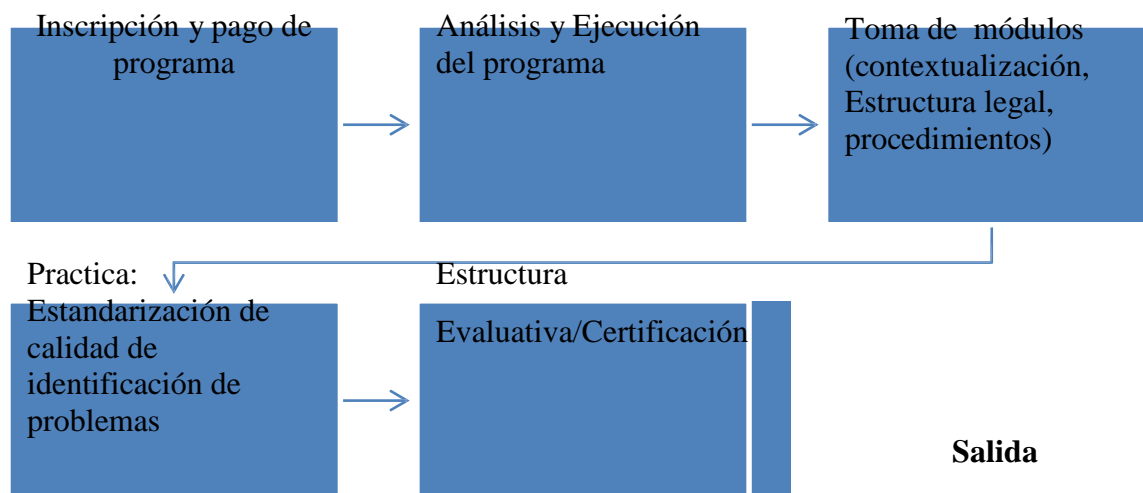 Inscripción y pago de
programa
Análisis y Ejecución
del programa
Toma de módulos
(contextualización,
Estructura legal,
procedimientos)
Practica:
Estandarización de
calidad de
identificación de
problemas
Estructura
Evaluativa/Certificación
Salida